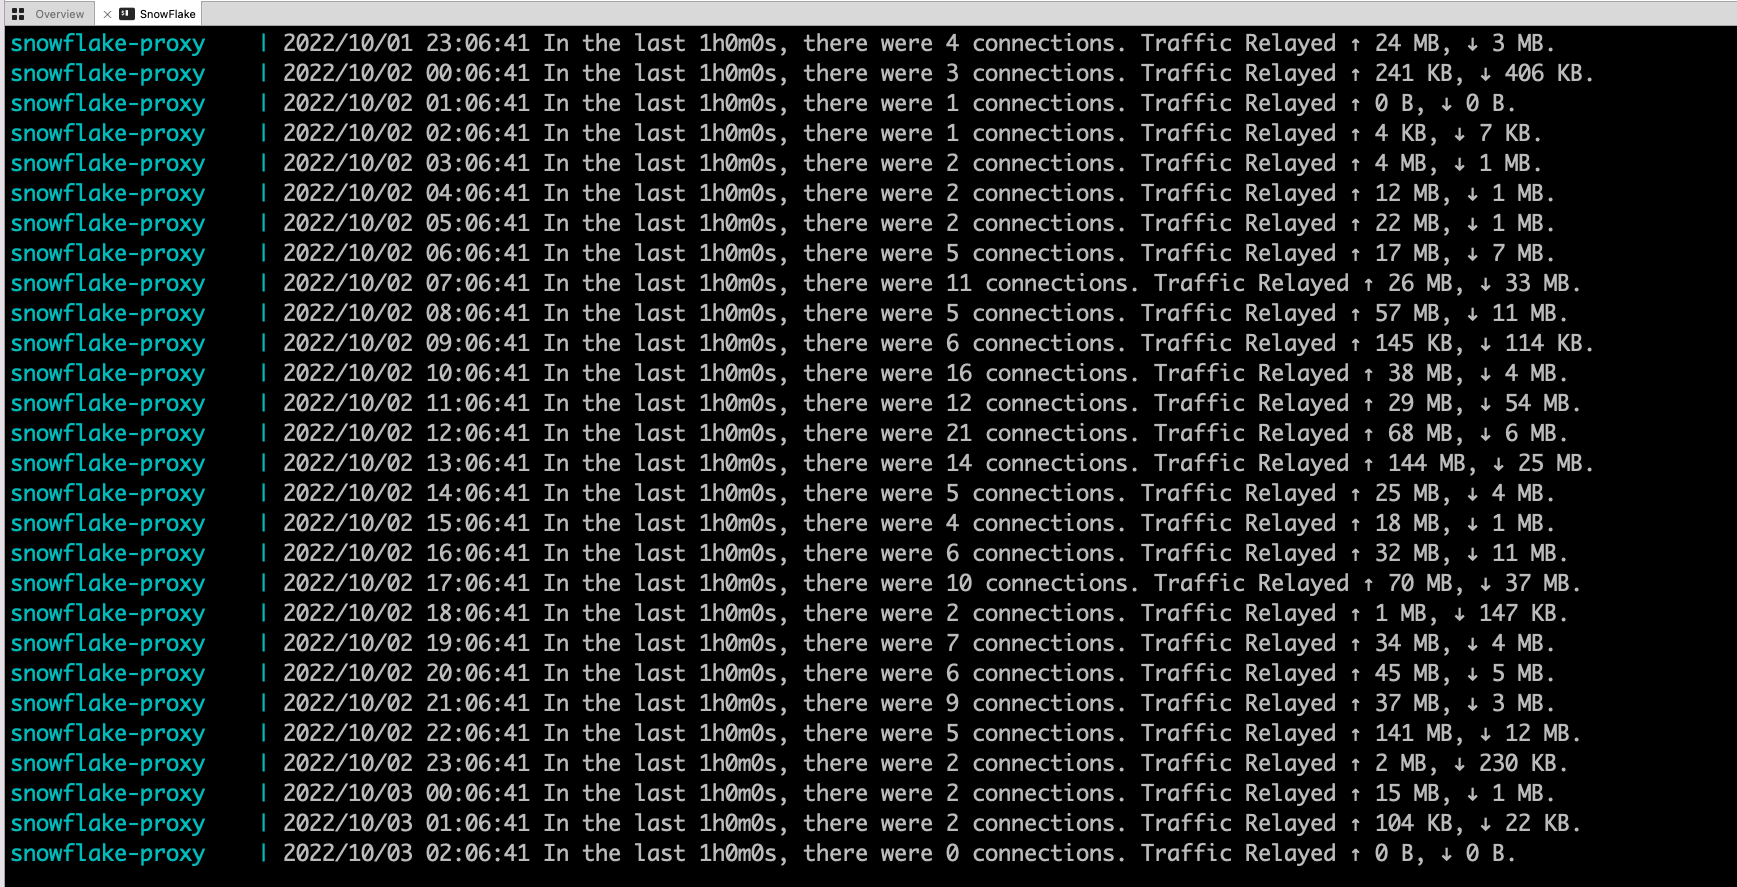 Overview SnowFlake
snowflake-proxy | 2022/10/01 23:06:41 In the last 1h0m0s, there were 4 connections. Traffic Relayed ↑ 24 MB, ↓ 3 MB.
snowflake-proxy | 2022/10/02 00:06:41 In the last 1h0m0s, there were 3 connections. Traffic Relayed ↑ 241 KB, ↓ 406 KB.
snowflake-proxy | 2022/10/02 01:06:41 In the last 1h0m0s, there were 1 connections. Traffic Relayed ↑ 0 B, ↓ 0 B.
snowflake-proxy | 2022/10/02 02:06:41 In the last 1h0m0s, there were 1 connections. Traffic Relayed ↑ 4 KB, ↓ 7 KB.
snowflake-proxy | 2022/10/02 03:06:41 In the last 1h0m0s, there were 2 connections. Traffic Relayed ↑ 4 MB, ↓ 1 MB.
snowflake-proxy | 2022/10/02 04:06:41 In the last 1h0m0s, there were 2 connections. Traffic Relayed ↑ 12 MB, ↓ 1 MB.
snowflake-proxy | 2022/10/02 05:06:41 In the last 1h0m0s, there were 2 connections. Traffic Relayed ↑ 22 MB, ↓ 1 MB.
snowflake-proxy | 2022/10/02 06:06:41 In the last 1h0m0s, there were 5 connections. Traffic Relayed ↑ 17 MB, ↓ 7 MB.
snowflake-proxy | 2022/10/02 07:06:41 In the last 1h0m0s, there were 11 connections. Traffic Relayed ↑ 26 MB, ↓ 33 MB.
snowflake-proxy | 2022/10/02 08:06:41 In the last 1h0m0s, there were 5 connections. Traffic Relayed ↑ 57 MB, ↓ 11 MB.
snowflake-proxy | 2022/10/02 09:06:41 In the last 1h0m0s, there were 6 connections. Traffic Relayed ↑ 145 KB, ↓ 114 KB.
snowflake-proxy | 2022/10/02 10:06:41 In the last 1h0m0s, there were 16 connections. Traffic Relayed ↑ 38 MB, ↓ 4 MB.
snowflake-proxy | 2022/10/02 11:06:41 In the last 1h0m0s, there were 12 connections. Traffic Relayed ↑ 29 MB, ↓ 54 MB.
snowflake-proxy | 2022/10/02 12:06:41 In the last 1h0m0s, there were 21 connections. Traffic Relayed ↑ 68 MB, ↓ 6 MB.
snowflake-proxy | 2022/10/02 13:06:41 In the last 1h0m0s, there were 14 connections. Traffic Relayed ↑ 144 MB, ↓ 25 MB.
snowflake-proxy | 2022/10/02 14:06:41 In the last 1h0m0s, there were 5 connections. Traffic Relayed ↑ 25 MB, ↓ 4 MB.
snowflake-proxy | 2022/10/02 15:06:41 In the last 1h0m0s, there were 4 connections. Traffic Relayed ↑ 18 MB, ↓ 1 MB.
snowflake-proxy | 2022/10/02 16:06:41 In the last 1h0m0s, there were 6 connections. Traffic Relayed ↑ 32 MB, ↓ 11 MB.
snowflake-proxy | 2022/10/02 17:06:41 In the last 1h0m0s, there were 10 connections. Traffic Relayed ↑ 70 MB, ↓ 37 MB.
snowflake-proxy | 2022/10/02 18:06:41 In the last 1h0m0s, there were 2 connections. Traffic Relayed ↑ 1 MB, ↓ 147 KB.
snowflake-proxy | 2022/10/02 19:06:41 In the last 1h0m0s, there were 7 connections. Traffic Relayed ↑ 34 MB, ↓ 4 MB.
snowflake-proxy | 2022/10/02 20:06:41 In the last 1h0m0s, there were 6 connections. Traffic Relayed ↑ 45 MB, ↓ 5 MB.
snowflake-proxy | 2022/10/02 21:06:41 In the last 1h0m0s, there were 9 connections. Traffic Relayed ↑ 37 MB, ↓ 3 MB.
snowflake-proxy | 2022/10/02 22:06:41 In the last 1h0m0s, there were 5 connections. Traffic Relayed ↑ 141 MB, ↓ 12 MB.
snowflake-proxy | 2022/10/02 23:06:41 In the last 1h0m0s, there were 2 connections. Traffic Relayed ↑ 2 MB, ↓ 230 KB.
snowflake-proxy | 2022/10/03 00:06:41 In the last 1h0m0s, there were 2 connections. Traffic Relayed ↑ 15 MB, ↓ 1 MB.
snowflake-proxy | 2022/10/03 01:06:41 In the last 1h0m0s, there were 2 connections. Traffic Relayed ↑ 104 KB, ↓ 22 KB.
snowflake-proxy | 2022/10/03 02:06:41 In the last 1h0m0s, there were 0 connections. Traffic Relayed ↑ 0 B, ↓ 0 B.